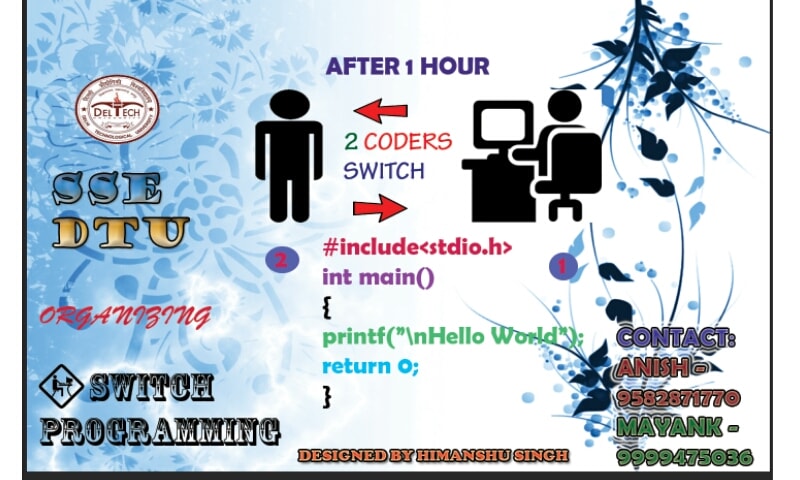 AFTER 1 HOUR
DELTECH
2 CODERS
SWITCH
SSE
DTU
2
1
#include<stdio.h>
int main()
{
printf("\nHello World");
return 0;
}
ORGANIZING
SWITCH
PROGRAMMING
CONTACT:
ANISH -
9582871770
MAYANK -
9999475036
DESIGNED BY HIMANSHU SINGH